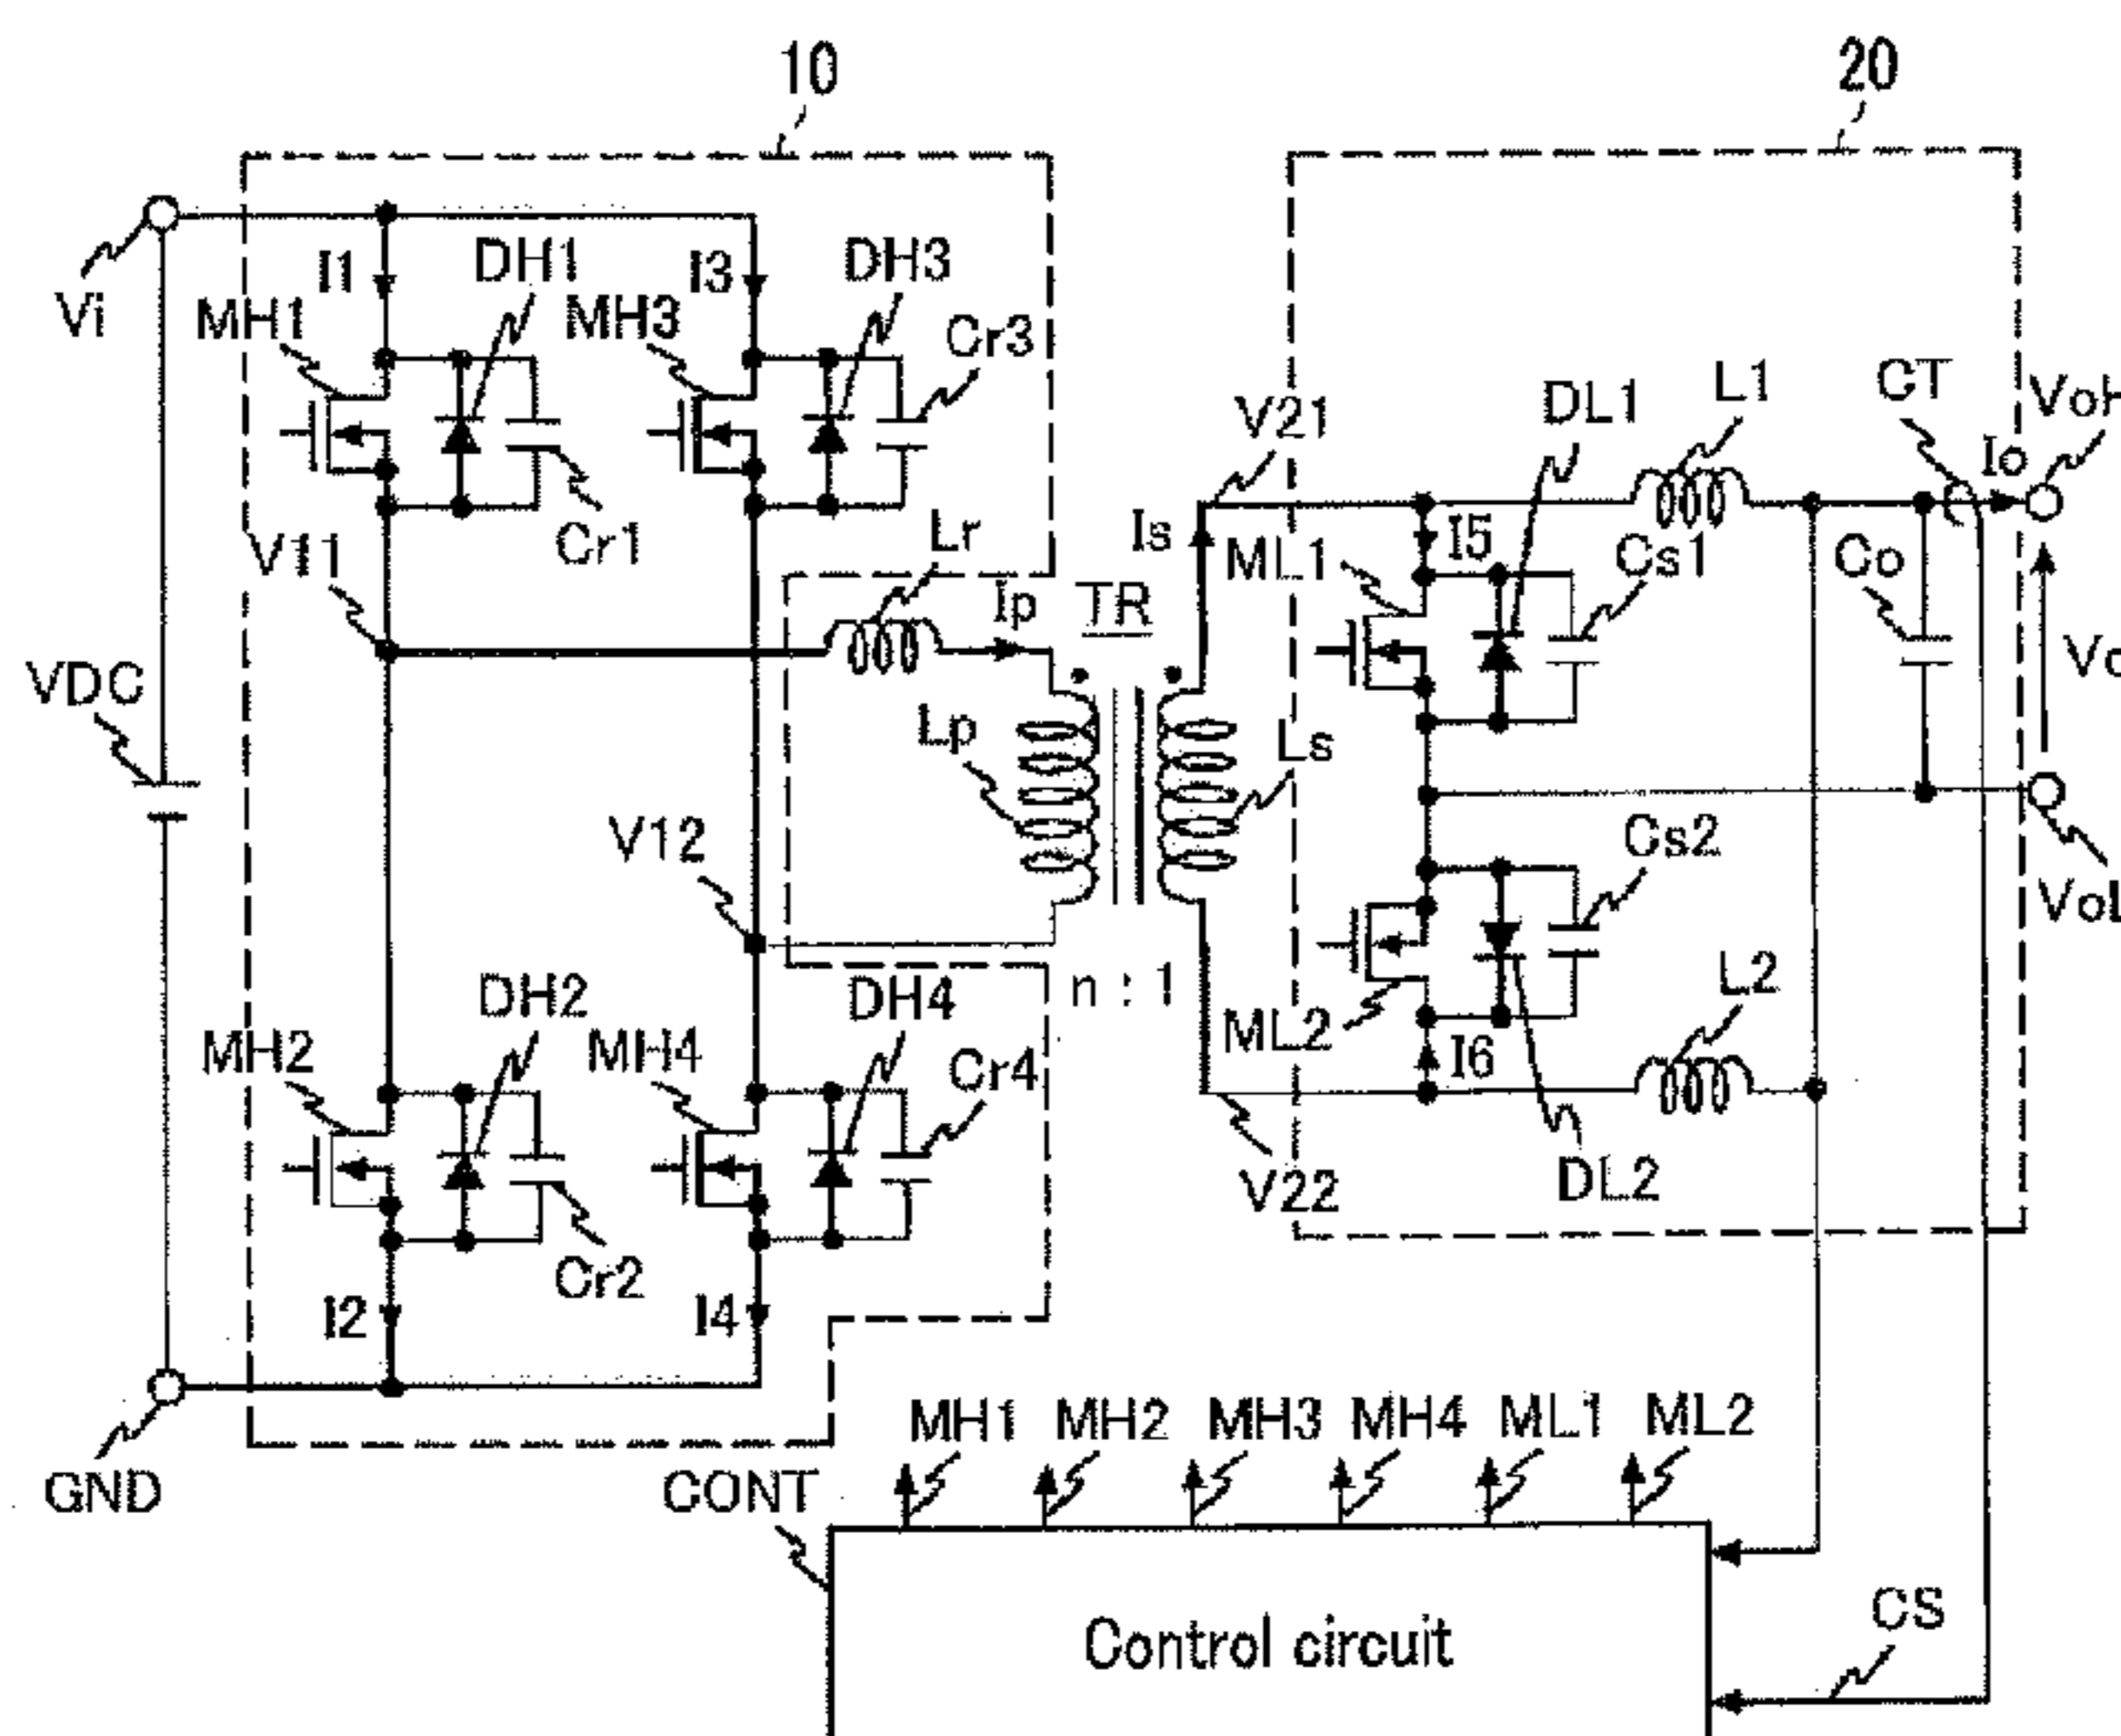 10
20
Vi
I1
DH1
MH1
Cr1
I3
DH3
MH3
Cr3
V11
Lr
Ip
TR
VDC
Lp
Ls
V12
n : 1
DH2
MH2
Cr2
I2
DH4
MH4
Cr4
I4
GND
V21
Is
ML1
I5
DL1
Cs1
L1
CT
Io
Co
Cs2
ML2
I6
DL2
L2
V22
VoL
CONT
MH1 MH2 MH3 MH4 ML1 ML2
Control circuit
CS